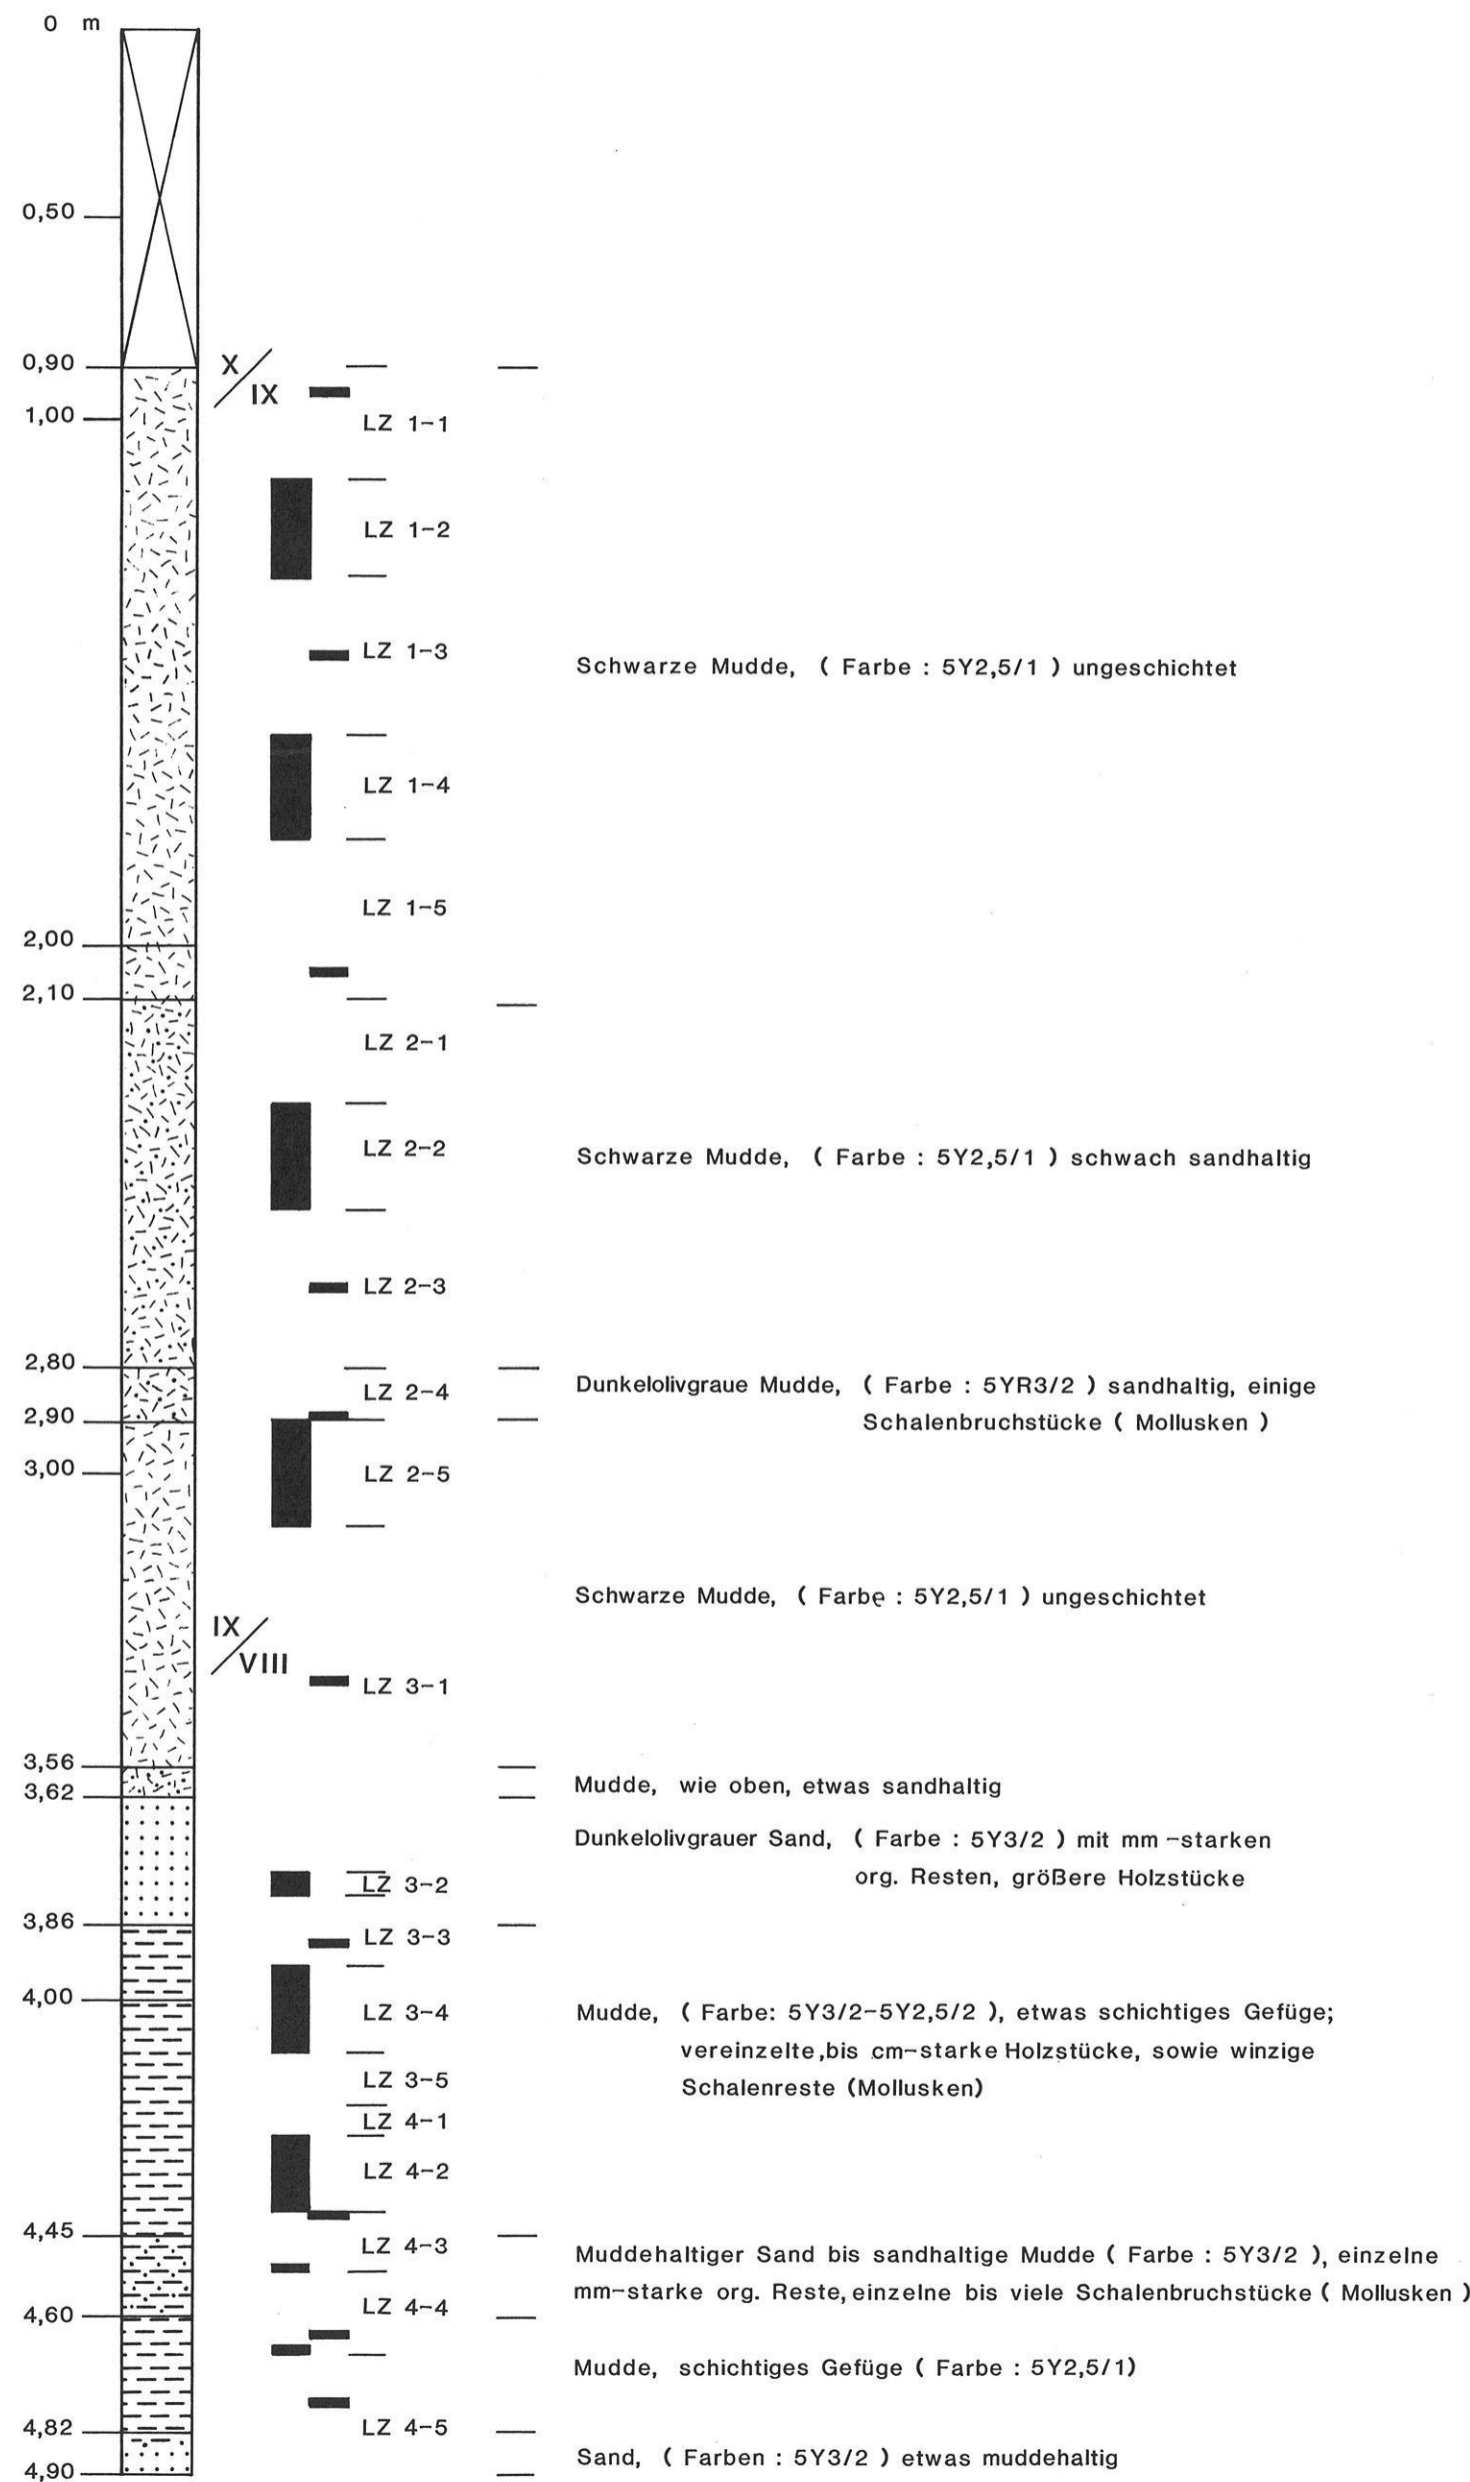 0 m
0,50
0,90
X / IX
1,00
LZ 1-1
LZ 1-2
LZ 1-3
Schwarze Mudde, ( Farbe : 5Y2,5/1 ) ungeschichtet
LZ 1-4
LZ 1-5
2,00
2,10
LZ 2-1
LZ 2-2
Schwarze Mudde, ( Farbe : 5Y2,5/1 ) schwach sandhaltig
LZ 2-3
2,80
LZ 2-4
Dunkelolivgraue Mudde, ( Farbe : 5YR3/2 ) sandhaltig, einige
Schalenbruchstücke ( Mollusken )
2,90
3,00
LZ 2-5
Schwarze Mudde, ( Farbe : 5Y2,5/1 ) ungeschichtet
IX / VIII
LZ 3-1
3,56
Mudde, wie oben, etwas sandhaltig
3,62
Dunkelolivgrauer Sand, ( Farbe : 5Y3/2 ) mit mm-starken
org. Resten, größere Holzstücke
LZ 3-2
3,86
LZ 3-3
4,00
LZ 3-4
Mudde, ( Farbe: 5Y3/2-5Y2,5/2 ), etwas schichtiges Gefüge;
vereinzelte,bis cm-starke Holzstücke, sowie winzige
Schalenreste (Mollusken)
LZ 3-5
LZ 4-1
LZ 4-2
4,45
LZ 4-3
Muddehaltiger Sand bis sandhaltige Mudde ( Farbe : 5Y3/2 ), einzelne
mm-starke org. Reste, einzelne bis viele Schalenbruchstücke ( Mollusken )
LZ 4-4
4,60
Mudde, schichtiges Gefüge ( Farbe : 5Y2,5/1)
4,82
LZ 4-5
Sand, ( Farben : 5Y3/2 ) etwas muddehaltig
4,90